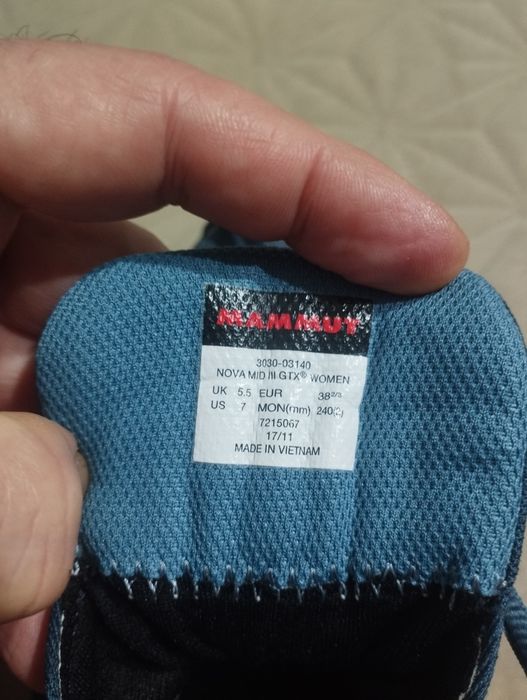 MAMMUT
3030-03140
NOVA MID III GTX® WOMEN
UK 5.5 EUR 38 2/3
US 7 MON(mm) 240(2)
7215067
17/11
MADE IN VIETNAM